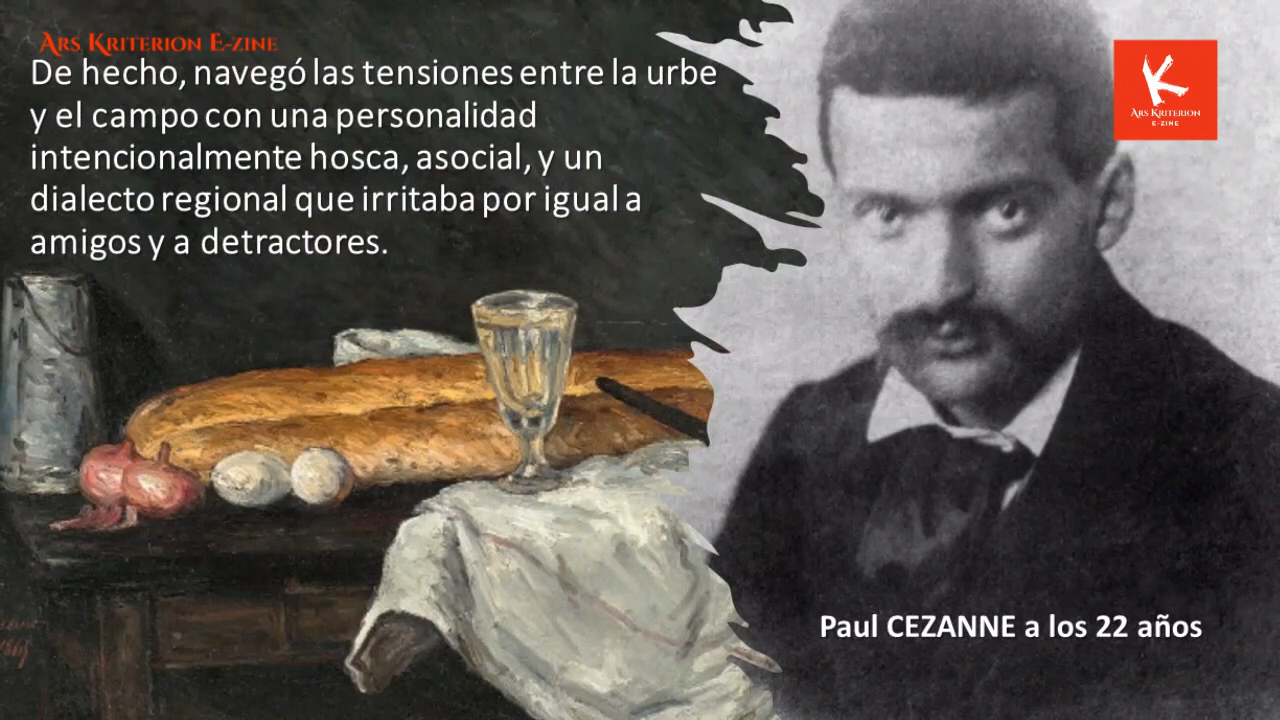 ARS KRITERION E-ZINE
De hecho, navegó las tensiones entre la urbe
y el campo con una personalidad
intencionalmente hosca, asocial, y un
dialecto regional que irritaba por igual a
amigos y a detractores.
K
ARS KRITERION
E-ZINE
Paul CEZANNE a los 22 años